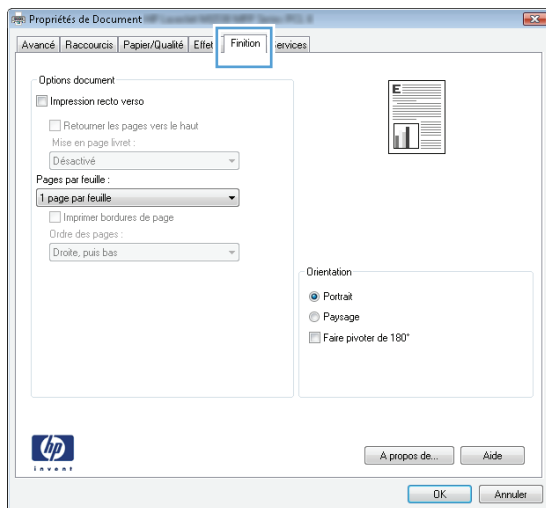 Propriétés de Document
Avancé Raccourcis Papier/Qualité Effet Finition ervices
Options document
Impression recto verso
Retourner les pages vers le haut
Mise en page livret :
Désactivé
Pages par feuille :
1 page par feuille
Imprimer bordures de page
Ordre des pages :
Droite, puis bas
E
Orientation
Portrait
Paysage
Faire pivoter de 180°
hp
invent
A propos de... Aide
OK Annuler